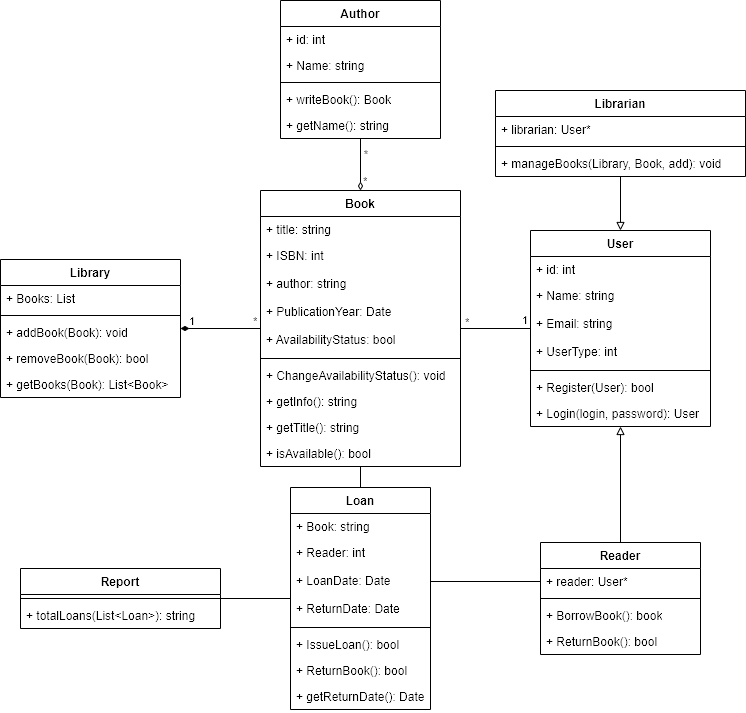 Author
+ id: int
+ Name: string
+ writeBook(): Book
+ getName(): string
*
*
Librarian
+ librarian: User*
+ manageBooks(Library, Book, add): void
Book
+ title: string
+ ISBN: int
+ author: string
+ PublicationYear: Date
+ AvailabilityStatus: bool
+ ChangeAvailabilityStatus(): void
+ getInfo(): string
+ getTitle(): string
+ isAvailable(): bool
User
+ id: int
+ Name: string
+ Email: string
+ UserType: int
+ Register(User): bool
+ Login(login, password): User
Library
+ Books: List
+ addBook(Book): void
+ removeBook(Book): bool
+ getBooks(Book): List<Book>
1
*
*
1
Loan
+ Book: string
+ Reader: int
+ LoanDate: Date
+ ReturnDate: Date
+ IssueLoan(): bool
+ ReturnBook(): bool
+ getReturnDate(): Date
Report
+ totalLoans(List<Loan>): string
Reader
+ reader: User*
+ BorrowBook(): book
+ ReturnBook(): bool